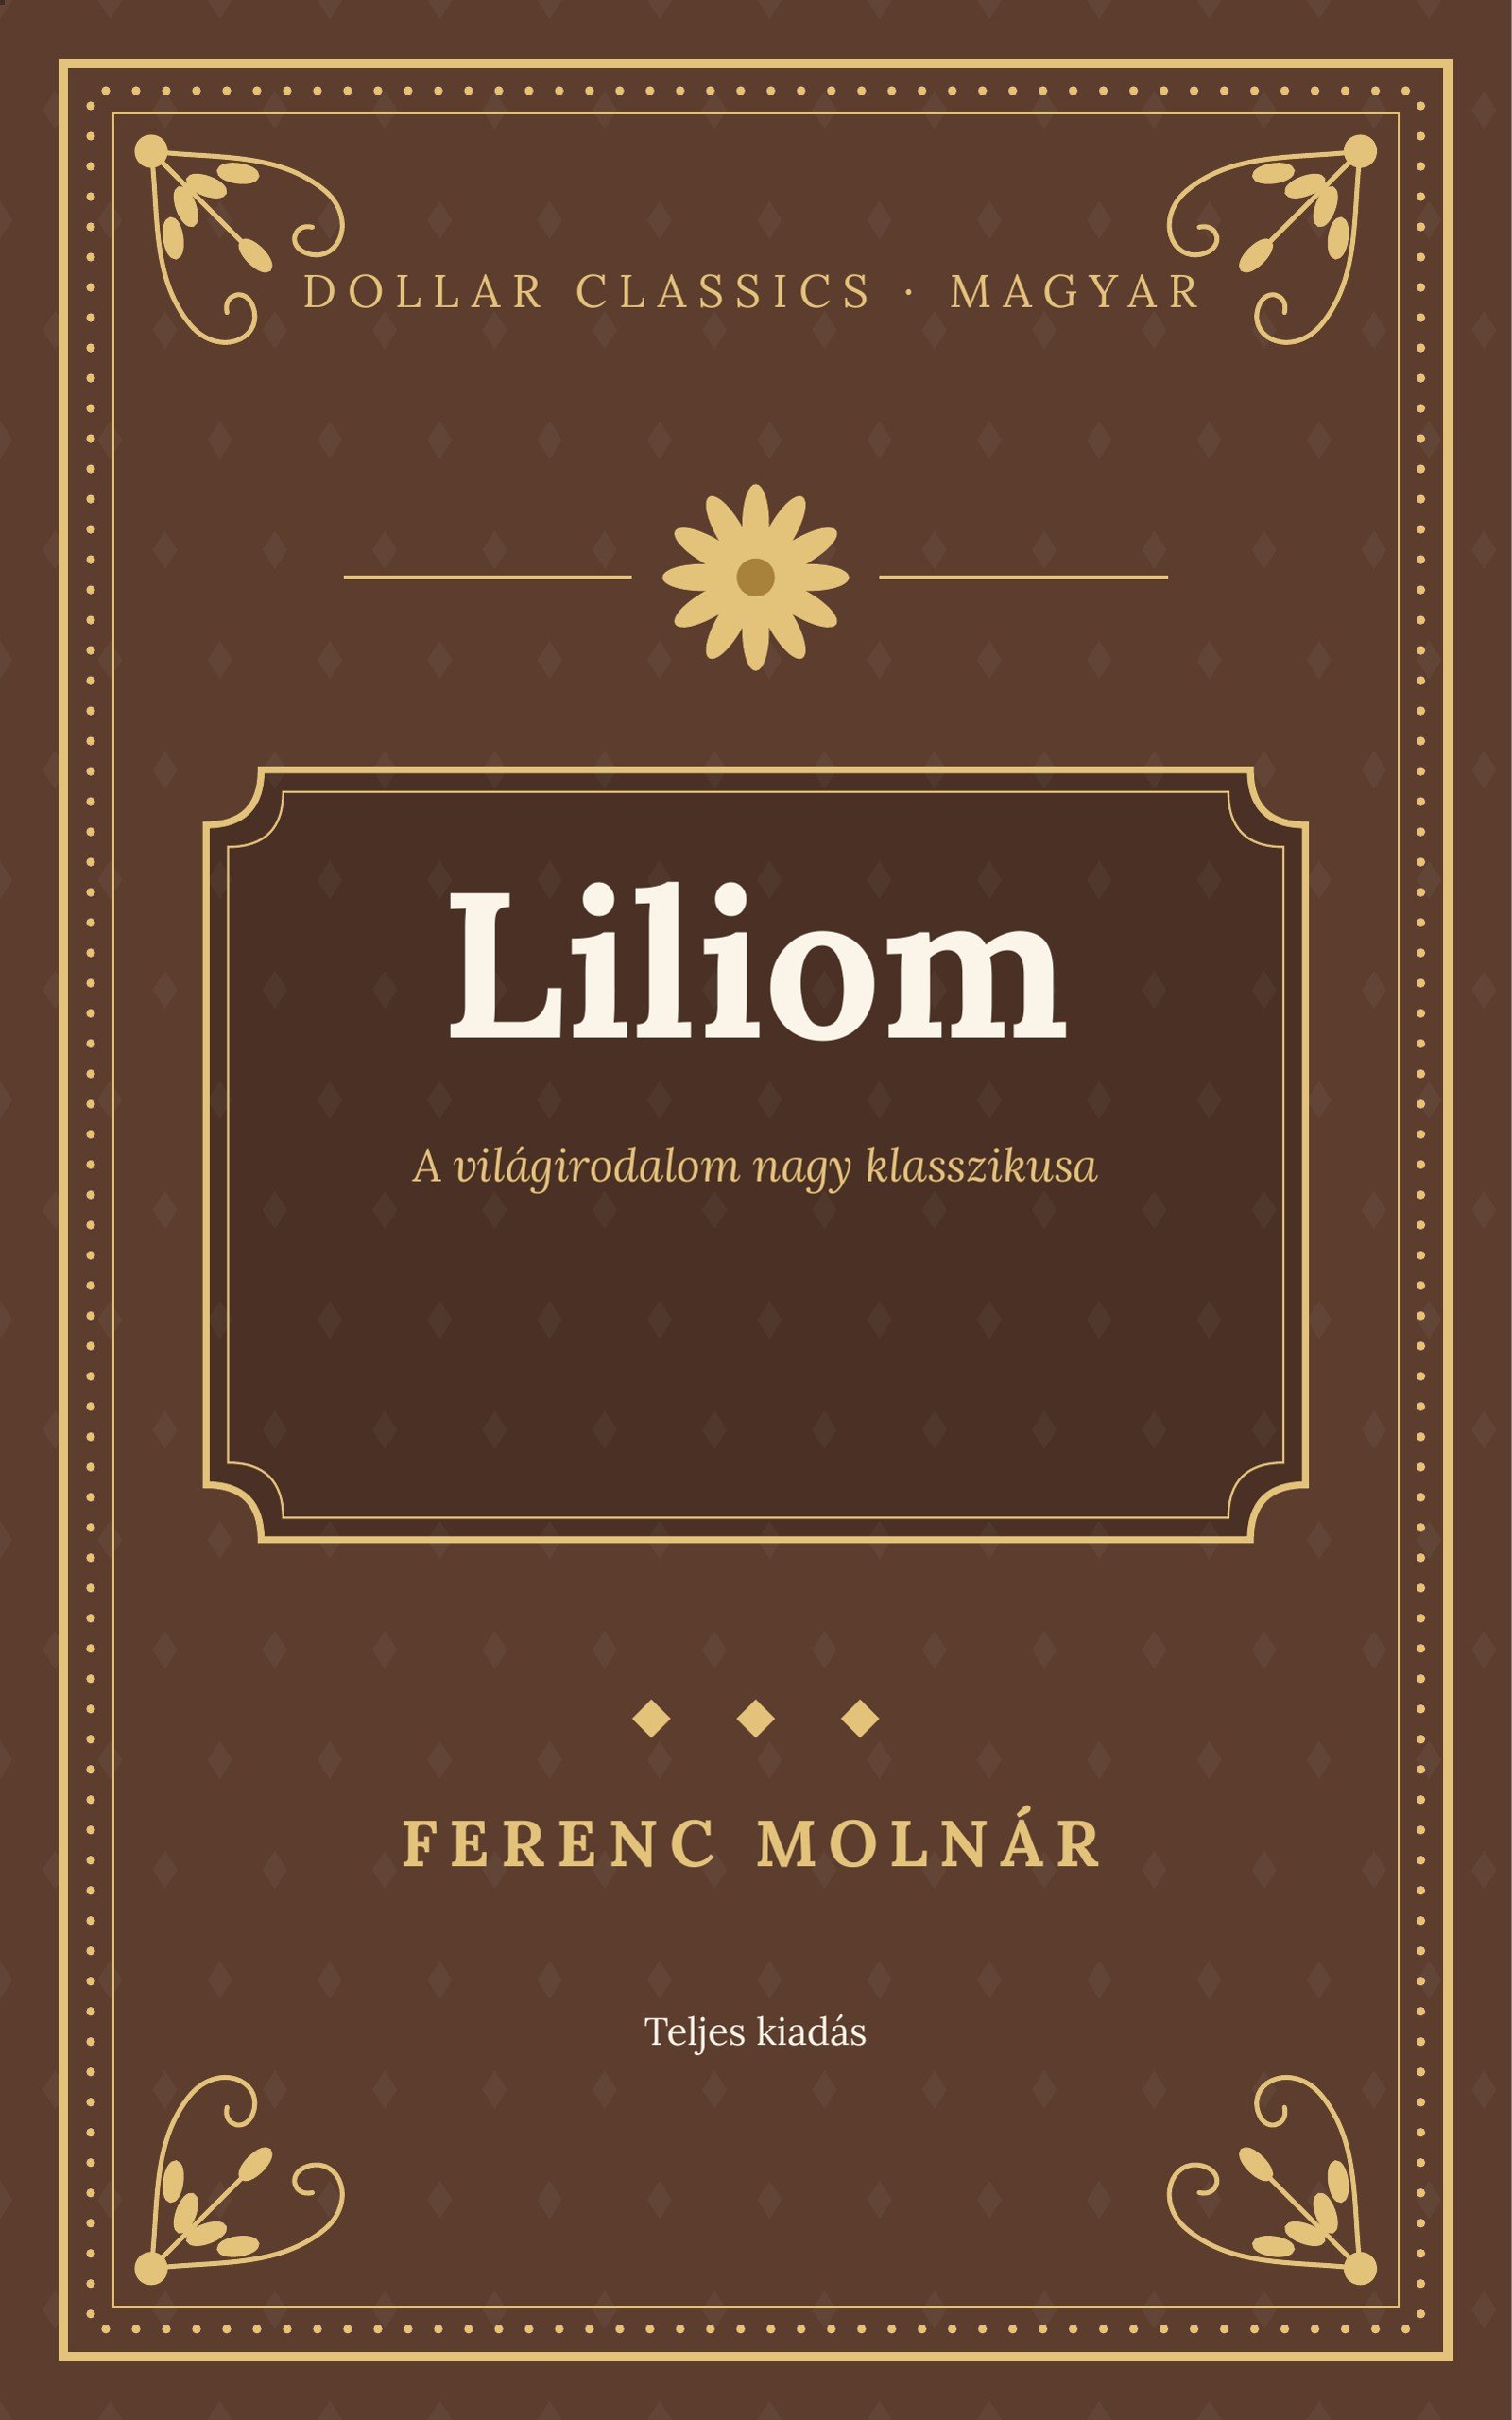 DOLLAR CLASSICS · MAGYAR
Liliom
A világirodalom nagy klasszikusa
FERENC MOLNÁR
Teljes kiadás